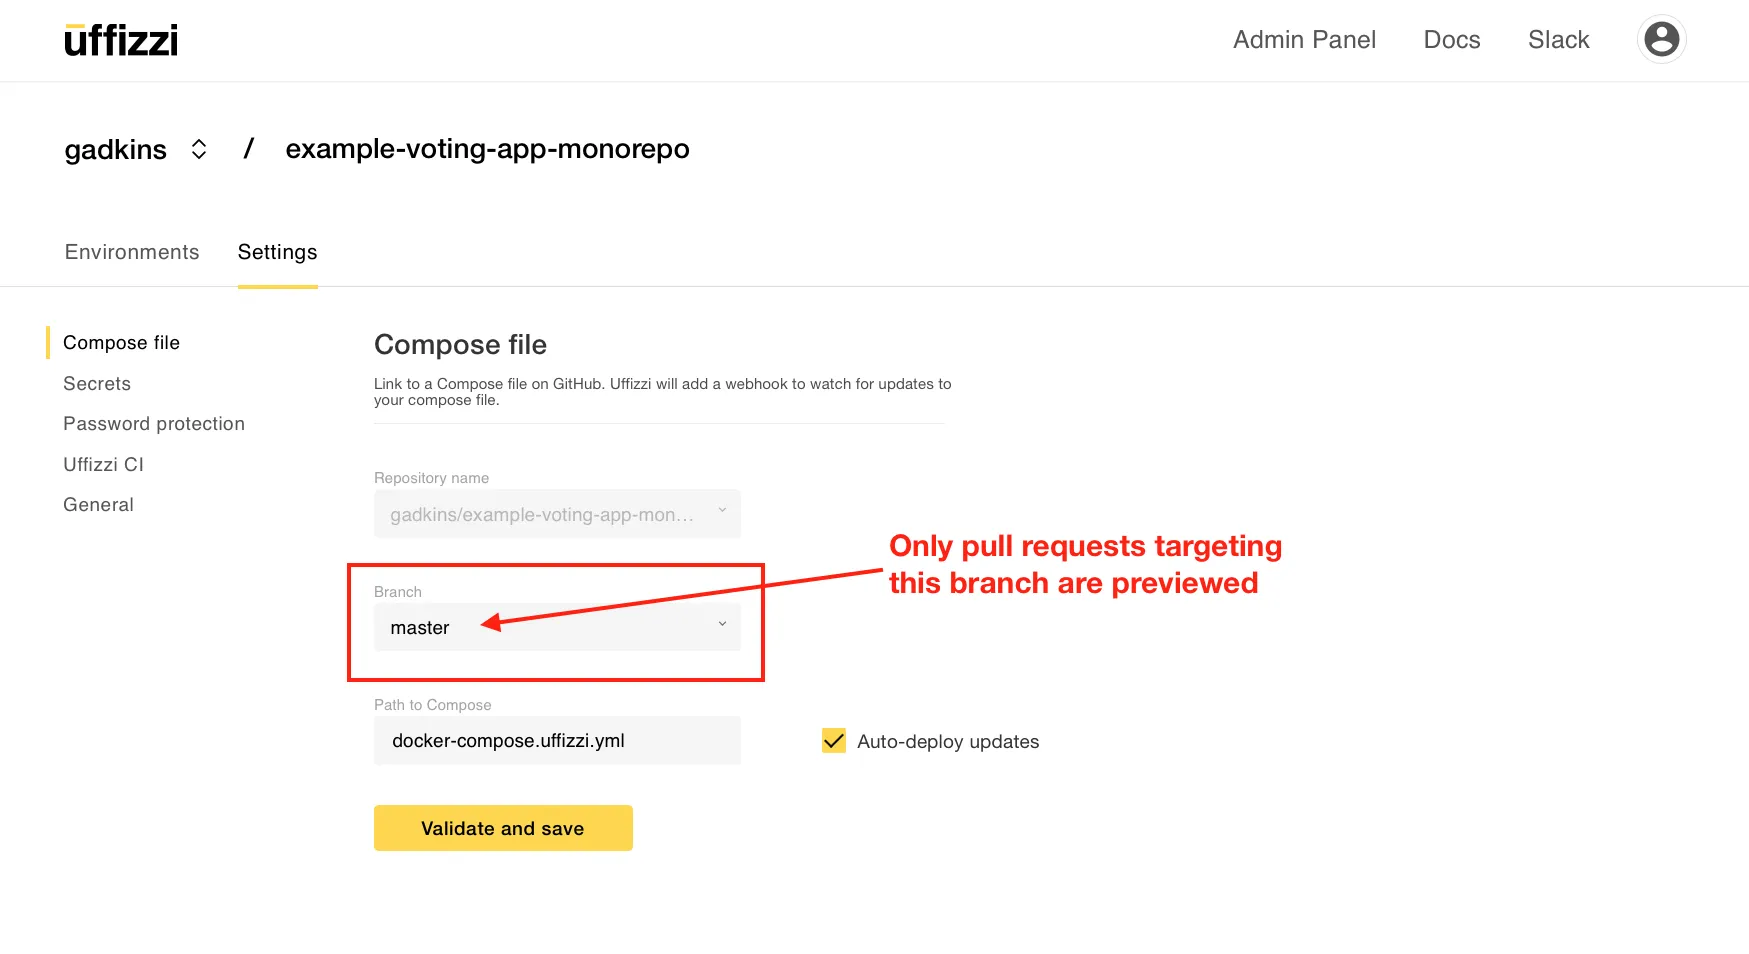 uffizzi
Admin Panel
Docs
Slack
gadkins / example-voting-app-monorepo
Environments
Settings
Compose file
Secrets
Password protection
Uffizzi CI
General
Compose file
Link to a Compose file on GitHub. Uffizzi will add a webhook to watch for updates to
your compose file.
Repository name
gadkins/example-voting-app-mon...
Only pull requests targeting
this branch are previewed
Branch
master
Path to Compose
docker-compose.uffizzi.yml
Auto-deploy updates
Validate and save